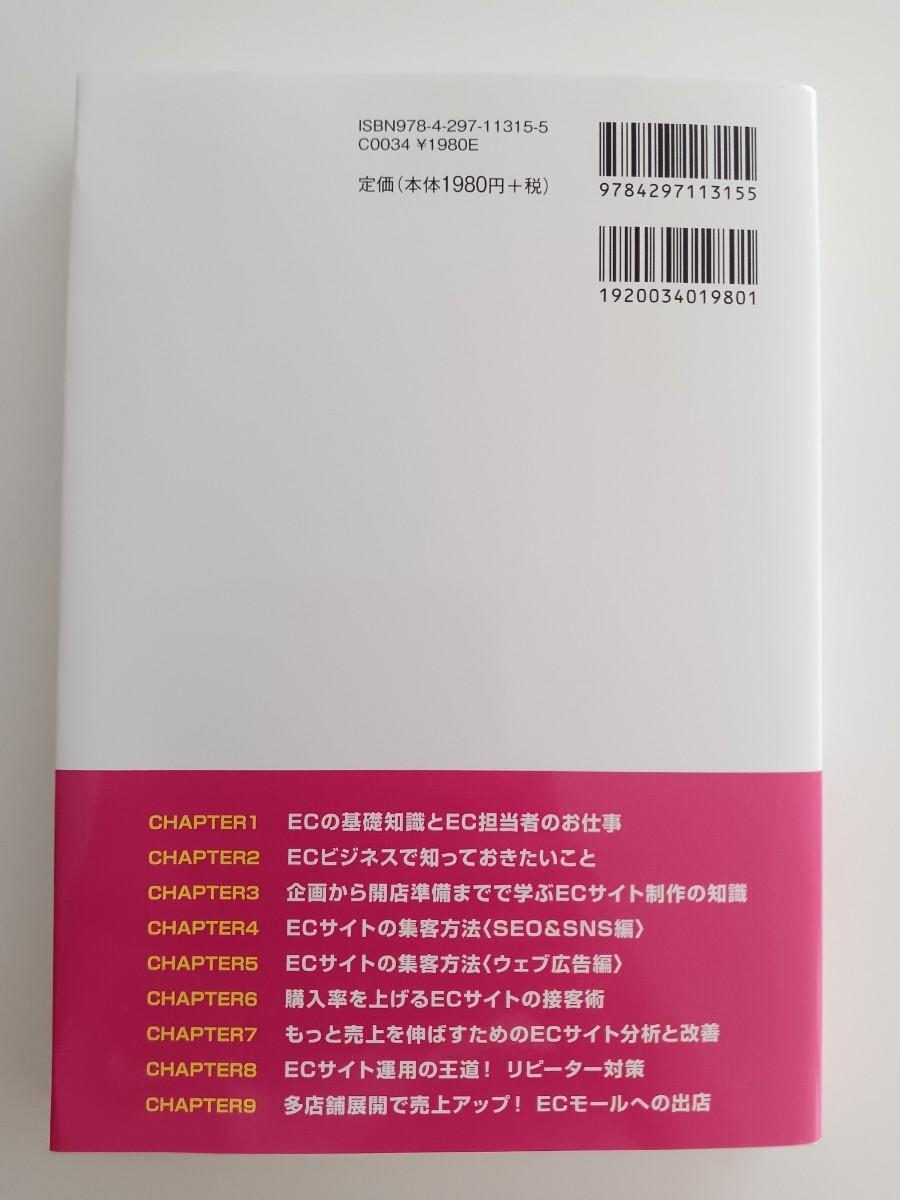 ISBN978-4-297-11315-5
C0034 ¥1980E
定価(本体1980円+税)
9784297113155
1920034019801
CHAPTER1 ECの基礎知識とEC担当者のお仕事
CHAPTER2 ECビジネスで知っておきたいこと
CHAPTER3 企画から開店準備までで学ぶECサイト制作の知識
CHAPTER4 ECサイトの集客方法〈SEO&SNS編〉
CHAPTER5 ECサイトの集客方法〈ウェブ広告編〉
CHAPTER6 購入率を上げるECサイトの接客術
CHAPTER7 もっと売上を伸ばすためのECサイト分析と改善
CHAPTER8 ECサイト運用の王道! リピーター対策
CHAPTER9 多店舗展開で売上アップ! ECモールへの出店